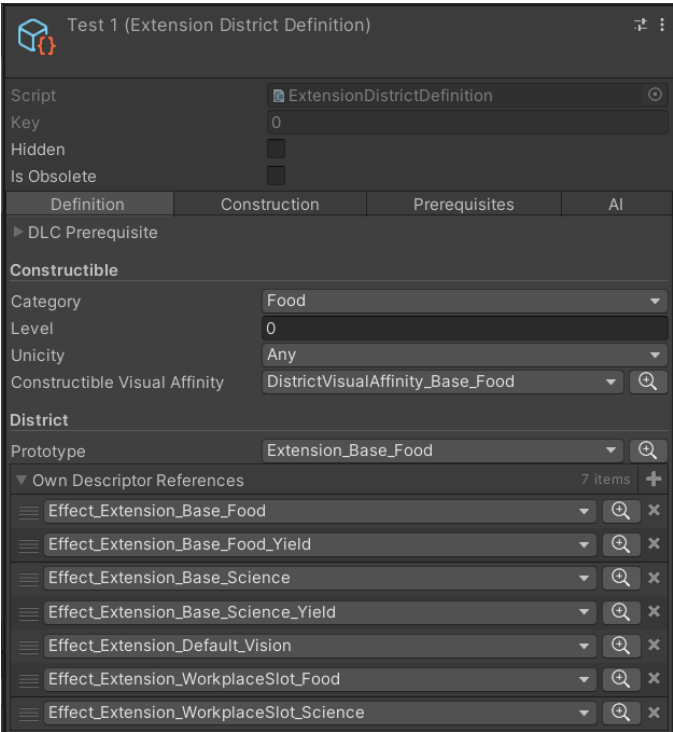 Test 1 (Extension District Definition)
Script ExtensionDistrictDefinition
Key 0
Hidden
Is Obsolete
Definition Construction Prerequisites AI
DLC Prerequisite
Constructible
Category Food
Level 0
Unicity Any
Constructible Visual Affinity DistrictVisualAffinity_Base_Food
District
Prototype Extension_Base_Food
Own Descriptor References 7 items
Effect_Extension_Base_Food
Effect_Extension_Base_Food_Yield
Effect_Extension_Base_Science
Effect_Extension_Base_Science_Yield
Effect_Extension_Default_Vision
Effect_Extension_WorkplaceSlot_Food
Effect_Extension_WorkplaceSlot_Science